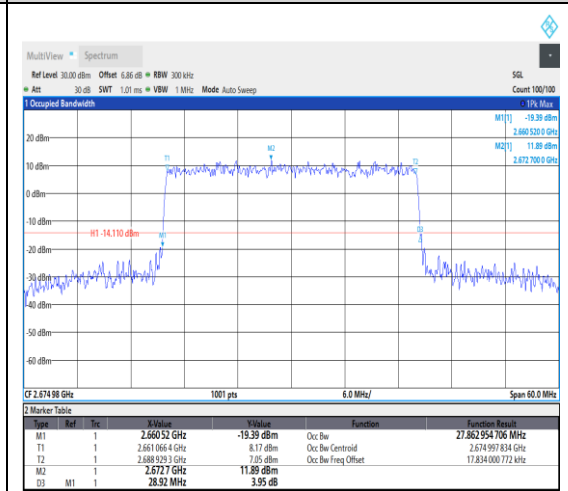 MultiView Spectrum
Ref Level 30.00 dBm Offset 6.86 dB RBW 300 kHz SGL
Att 30 dB SWT 1.01 ms VBW 1 MHz Mode Auto Sweep Count 100/100
1 Occupied Bandwidth 1Pk Max
M1[1] -19.39 dBm
2.660 520 0 GHz
M2[1] 11.89 dBm
2.672 700 0 GHz
20 dBm
M2
T1 T2
10 dBm
0 dBm
-10 dBm
H1 -14.110 dBm
M1 D3
-20 dBm
-30 dBm
-40 dBm
-50 dBm
-60 dBm
CF 2.674 98 GHz 1001 pts 6.0 MHz/ Span 60.0 MHz
2 Marker Table
Type Ref Trc X-Value Y-Value Function Function Result
M1 1 2.660 52 GHz -19.39 dBm Occ Bw 27.862 954 706 MHz
T1 1 2.661 066 4 GHz 8.17 dBm Occ Bw Centroid 2.674 997 834 GHz
T2 1 2.688 929 3 GHz 7.05 dBm Occ Bw Freq Offset 17.834 000 772 kHz
M2 1 2.672 7 GHz 11.89 dBm
D3 M1 1 28.92 MHz 3.95 dB